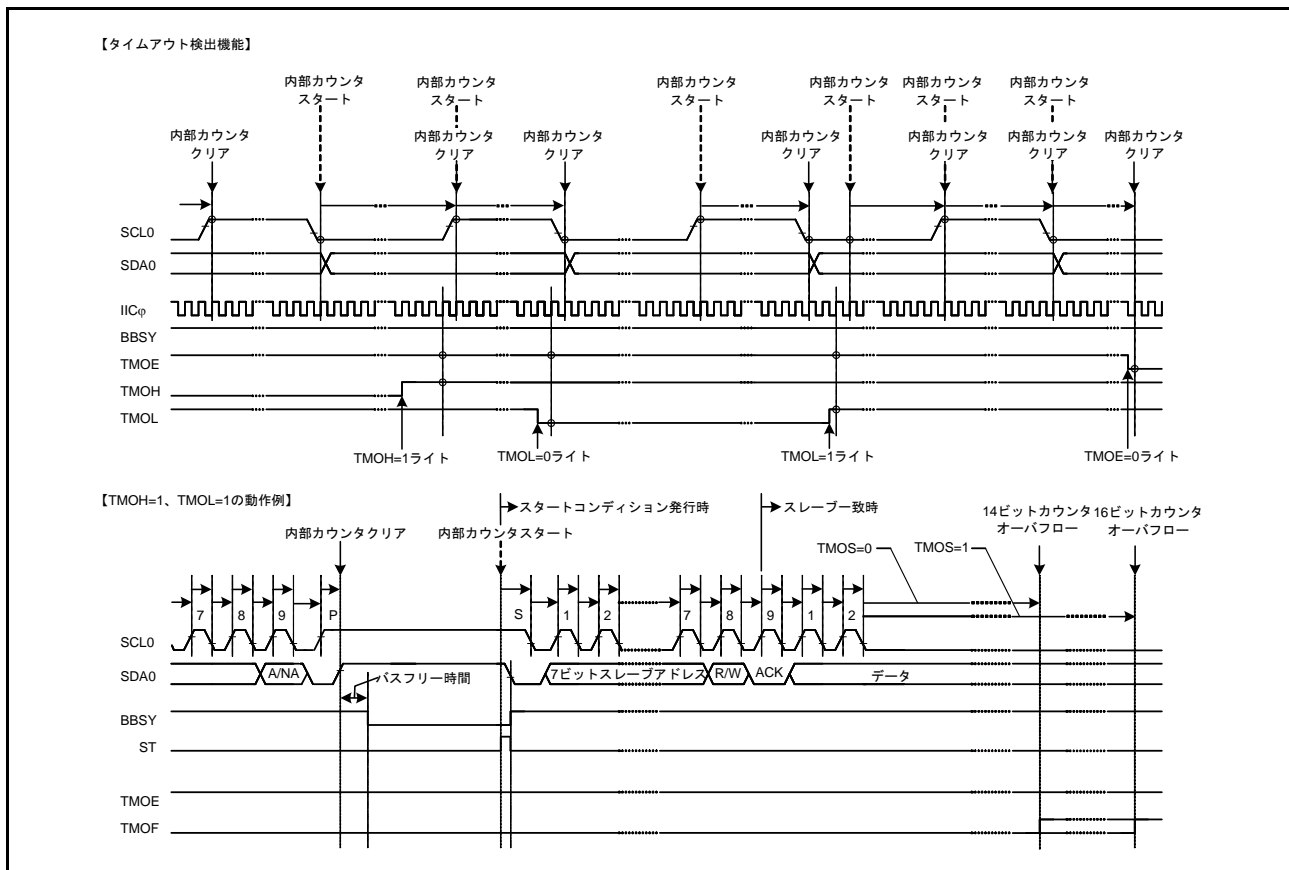 【タイムアウト検出機能】
内部カウンタ
スタート
内部カウンタ
スタート
内部カウンタ
スタート
内部カウンタ
スタート
内部カウンタ
スタート
内部カウンタ
スタート
内部カウンタ
クリア
内部カウンタ
クリア
内部カウンタ
クリア
内部カウンタ
クリア
内部カウンタ
クリア
内部カウンタ
クリア
内部カウンタ
クリア
SCL0
SDA0
IICφ
BBSY
TMOE
TMOH
TMOL
TMOH=1ライト
TMOL=0ライト
TMOL=1ライト
TMOE=0ライト
【TMOH=1、TMOL=1の動作例】
スタートコンディション発行時
スレーブ一致時
14ビットカウンタ
オーバフロー
16ビットカウンタ
オーバフロー
内部カウンタクリア
内部カウンタスタート
TMOS=0
TMOS=1
7 8 9 P S 1 2 7 8 9 1 2
SCL0
SDA0
A/NA
バスフリー時間
7ビットスレーブアドレス
R/W
ACK
データ
BBSY
ST
TMOE
TMOF